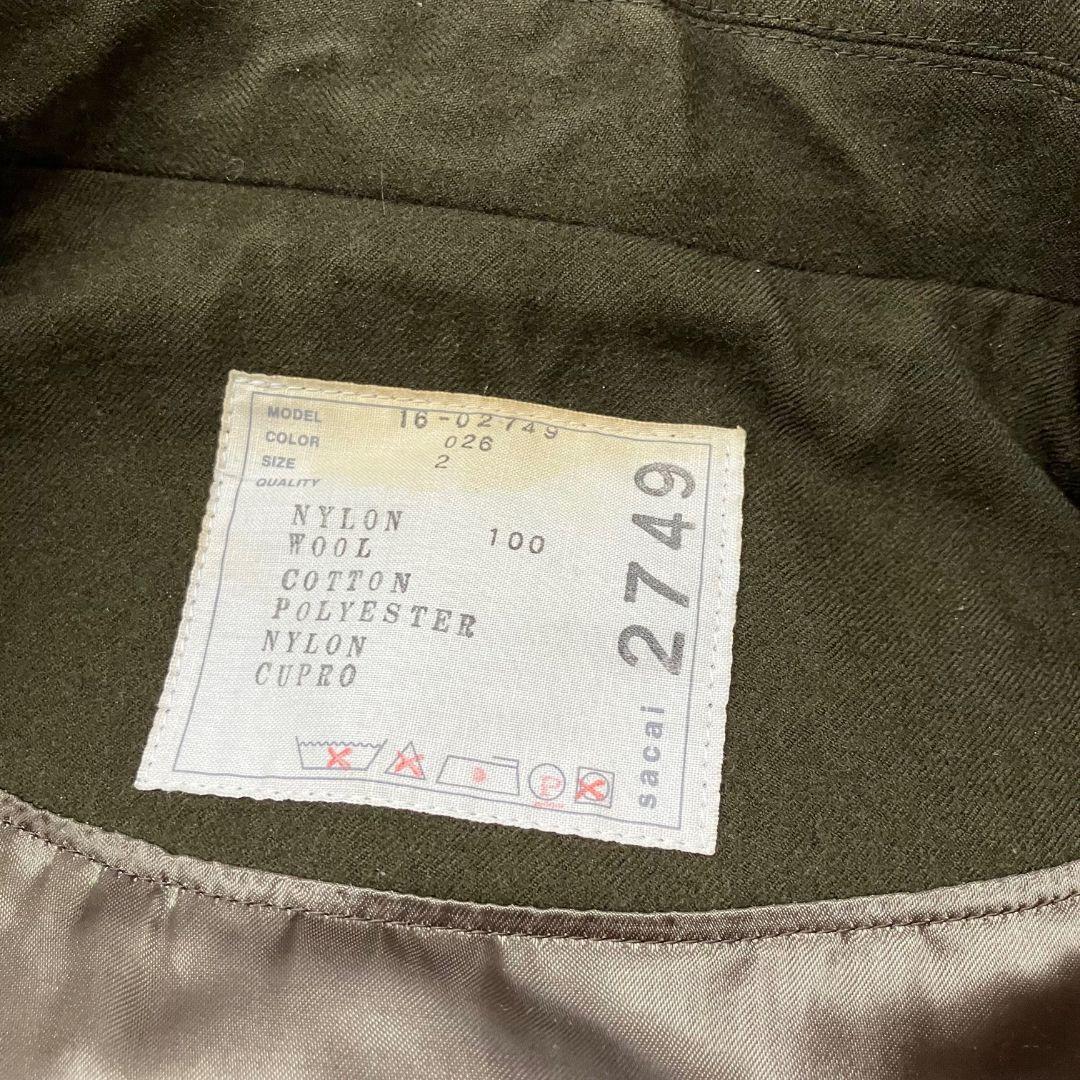 MODEL 16-02749
COLOR 026
SIZE 2
QUALITY
NYLON 100
WOOL
COTTON
POLYESTER
NYLON
CUPRO
P
sacai 2749